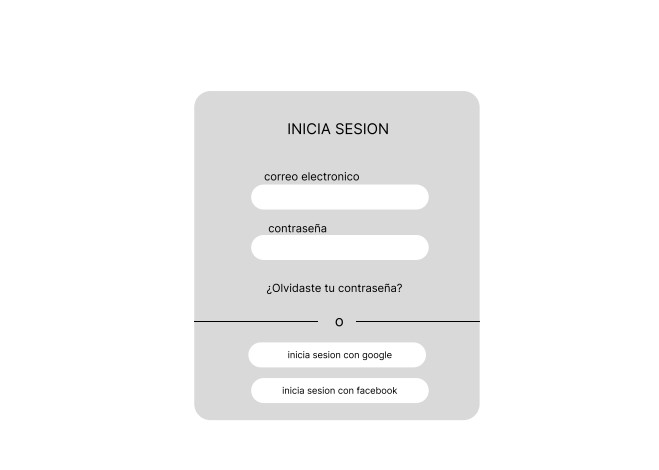 INICIA SESION
correo electronico
contraseña
¿Olvidaste tu contraseña?
O
inicia sesion con google
inicia sesion con facebook